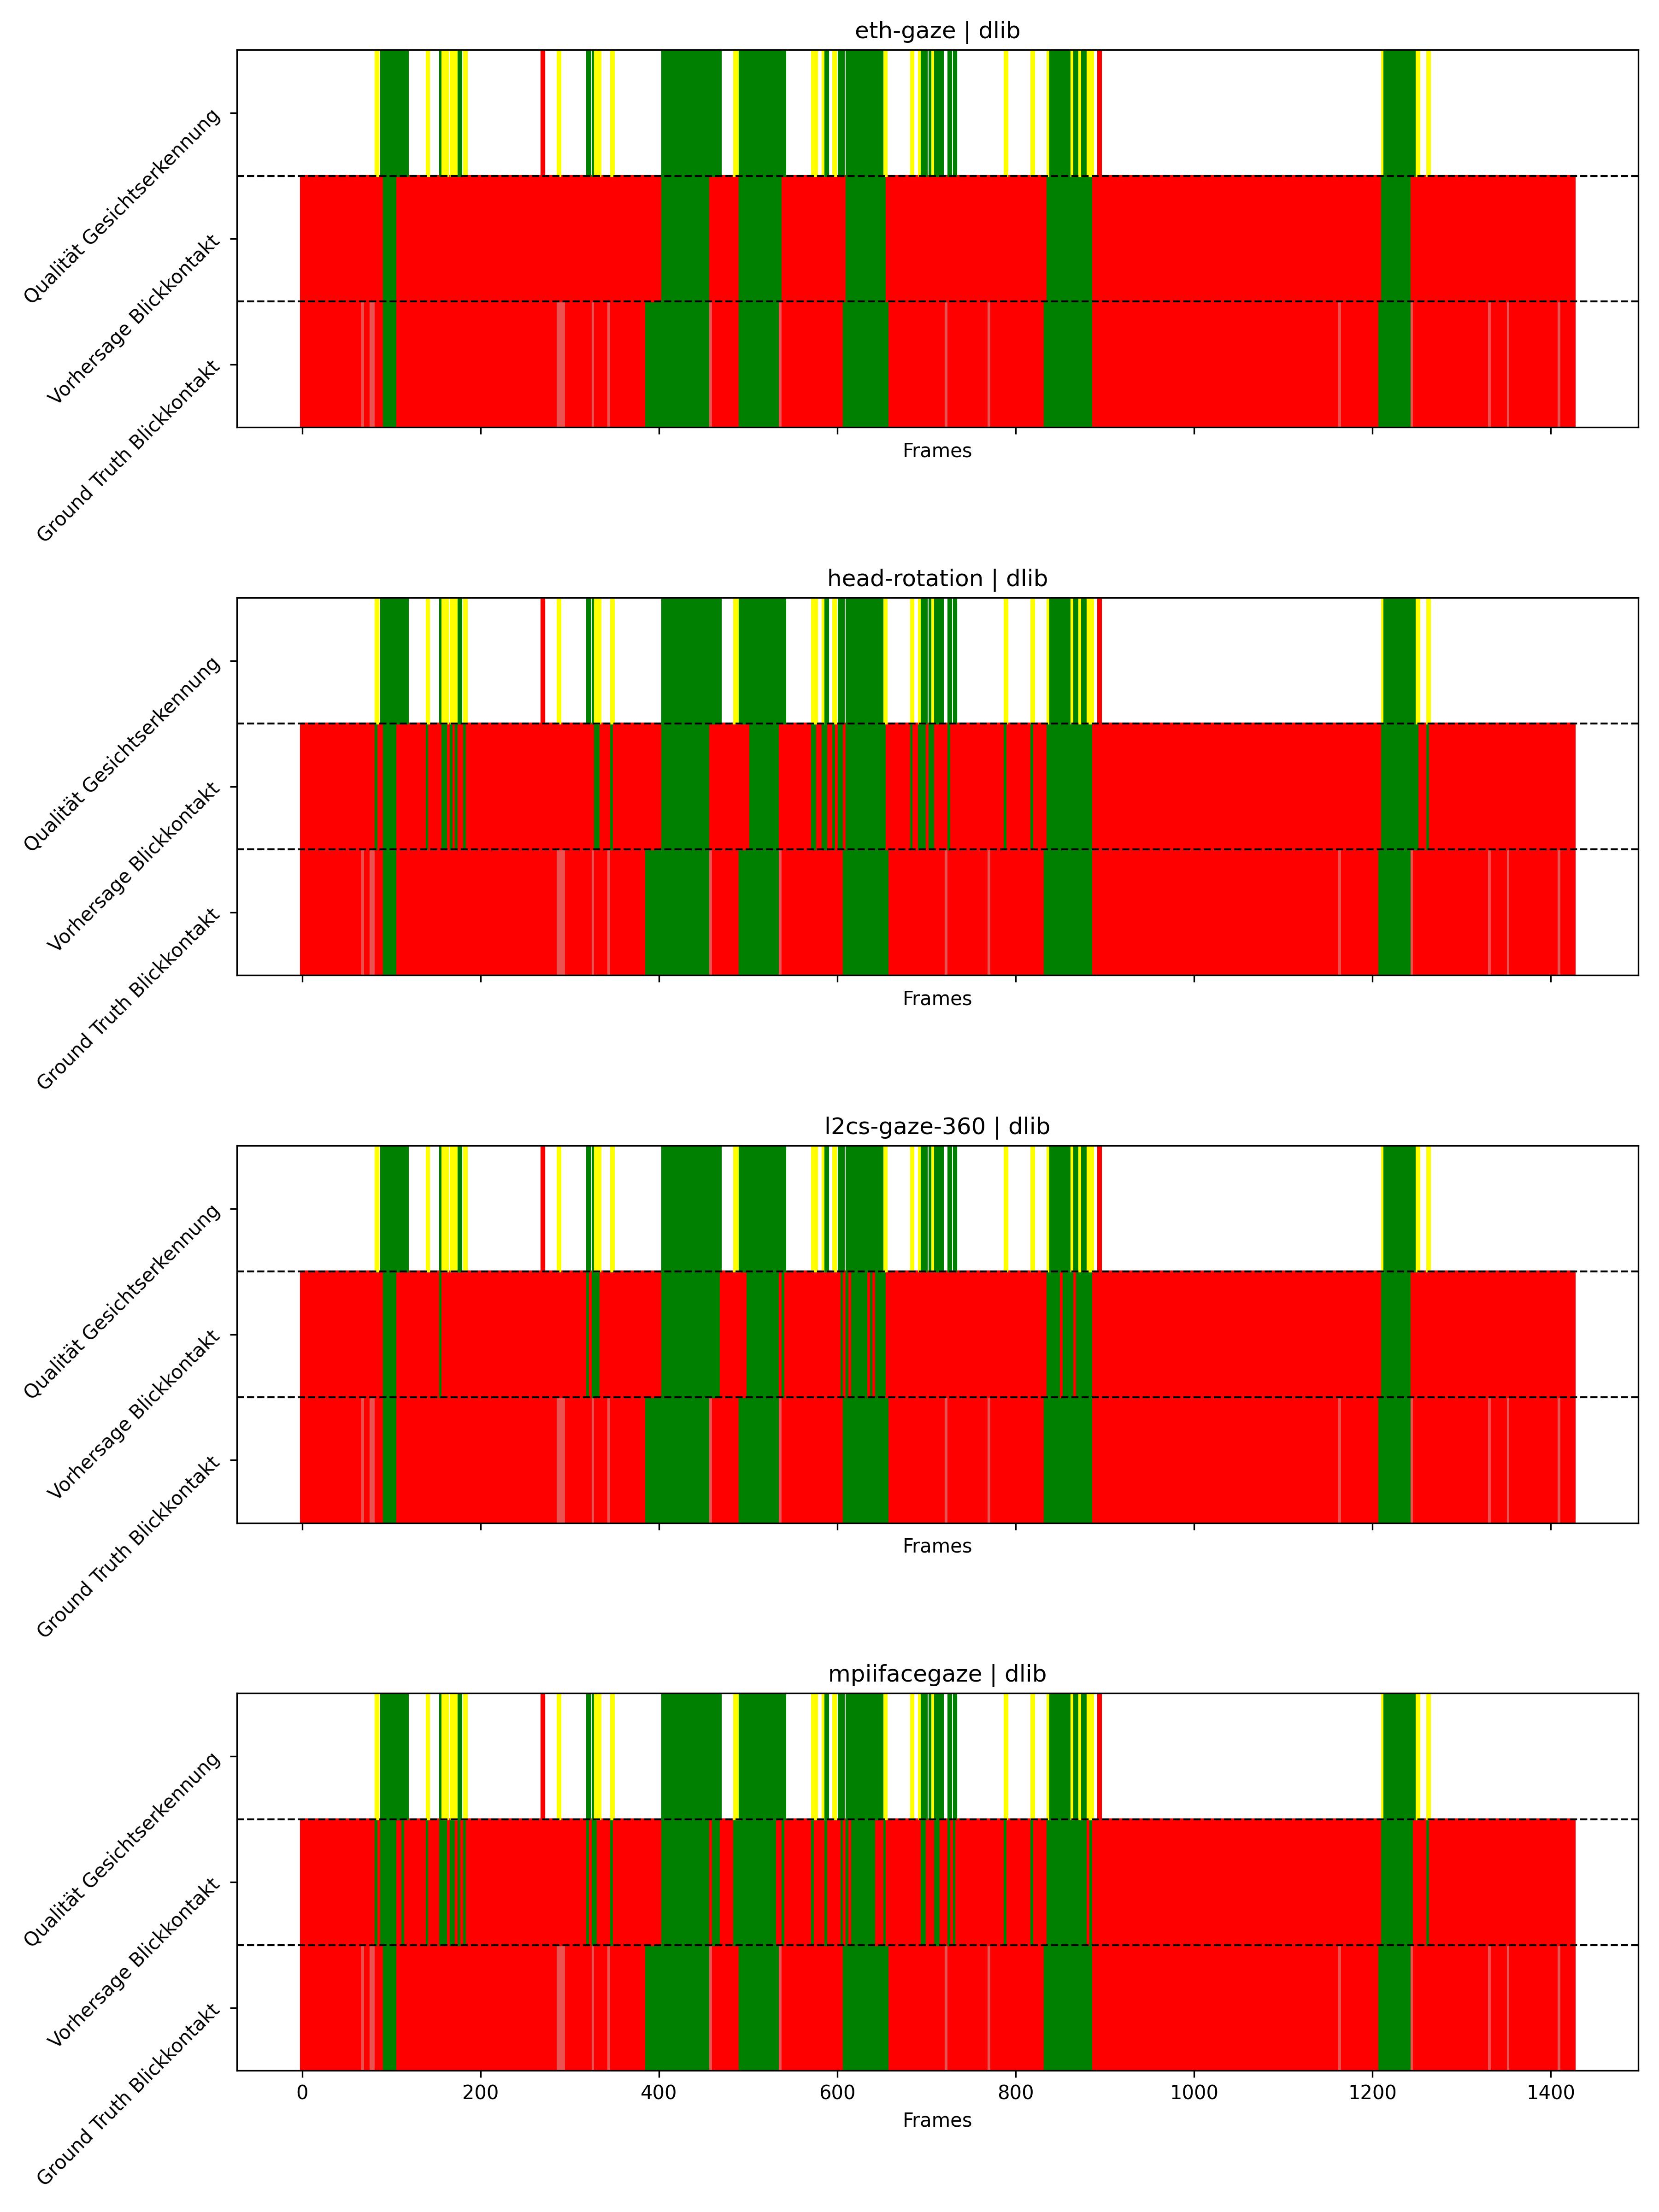 eth-gaze | dlib
Qualität Gesichtserkennung
Vorhersage Blickkontakt
Ground Truth Blickkontakt
Frames
head-rotation | dlib
Qualität Gesichtserkennung
Vorhersage Blickkontakt
Ground Truth Blickkontakt
Frames
l2cs-gaze-360 | dlib
Qualität Gesichtserkennung
Vorhersage Blickkontakt
Ground Truth Blickkontakt
Frames
mpiifacegaze | dlib
Qualität Gesichtserkennung
Vorhersage Blickkontakt
Ground Truth Blickkontakt
0 200 400 600 800 1000 1200 1400
Frames